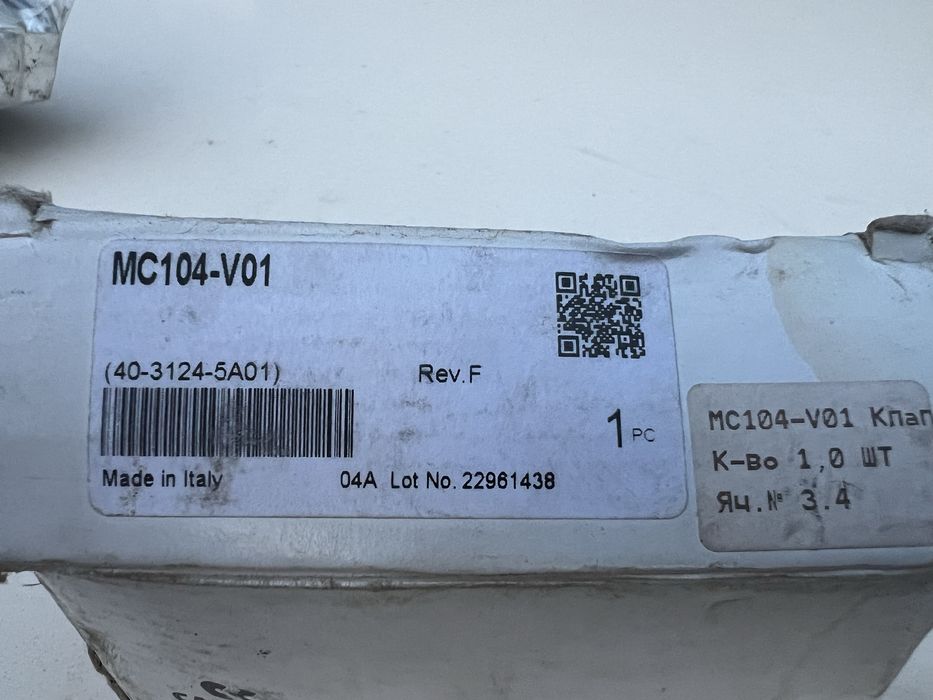 MC104-V01
(40-3124-5A01)
Rev.F
1 PC
Made in Italy
04A Lot No. 22961438
MC104-V01
К-во 1,0 ШТ
Яч.№ 3.4